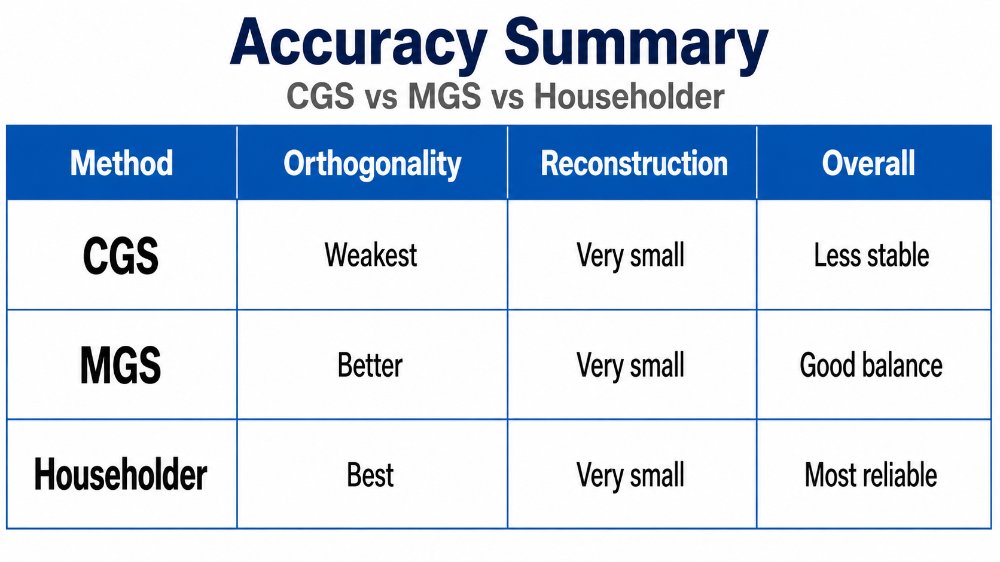 Accuracy Summary
CGS vs MGS vs Householder
Method Orthogonality Reconstruction Overall
CGS Weakest Very small Less stable
MGS Better Very small Good balance
Householder Best Very small Most reliable